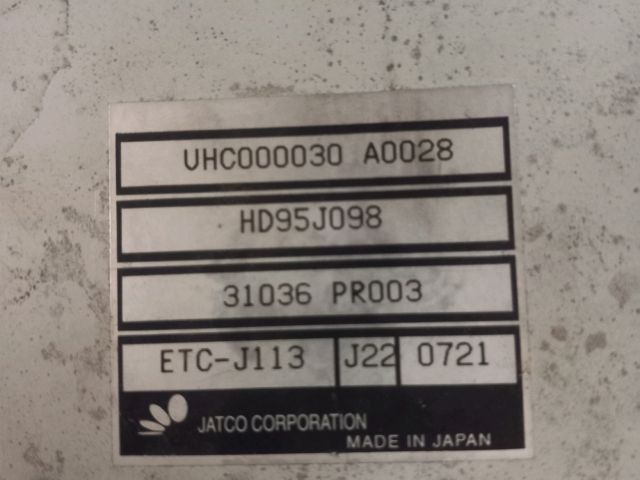 UHC000030 A0028
HD95J098
31036 PR003
ETC-J113 J22 0721
JATCO CORPORATION
MADE IN JAPAN